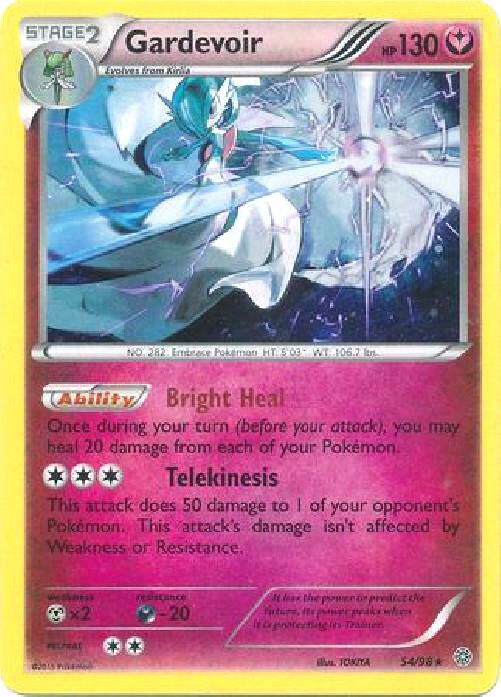 STAGE2
Gardevoir
HP 130
Evolves from Kirlia
NO. 282 Embrace Pokémon HT: 5'03" WT: 106.7 lbs.
Ability Bright Heal
Once during your turn (before your attack), you may
heal 20 damage from each of your Pokémon.
Telekinesis
This attack does 50 damage to 1 of your opponent's
Pokémon. This attack's damage isn't affected by
Weakness or Resistance.
weakness
×2
resistance
-20
It has the power to predict the
future. Its power peaks when
it is protecting its Trainer.
retreat
©2015 Pokémon
illus. TOKIYA
54/98